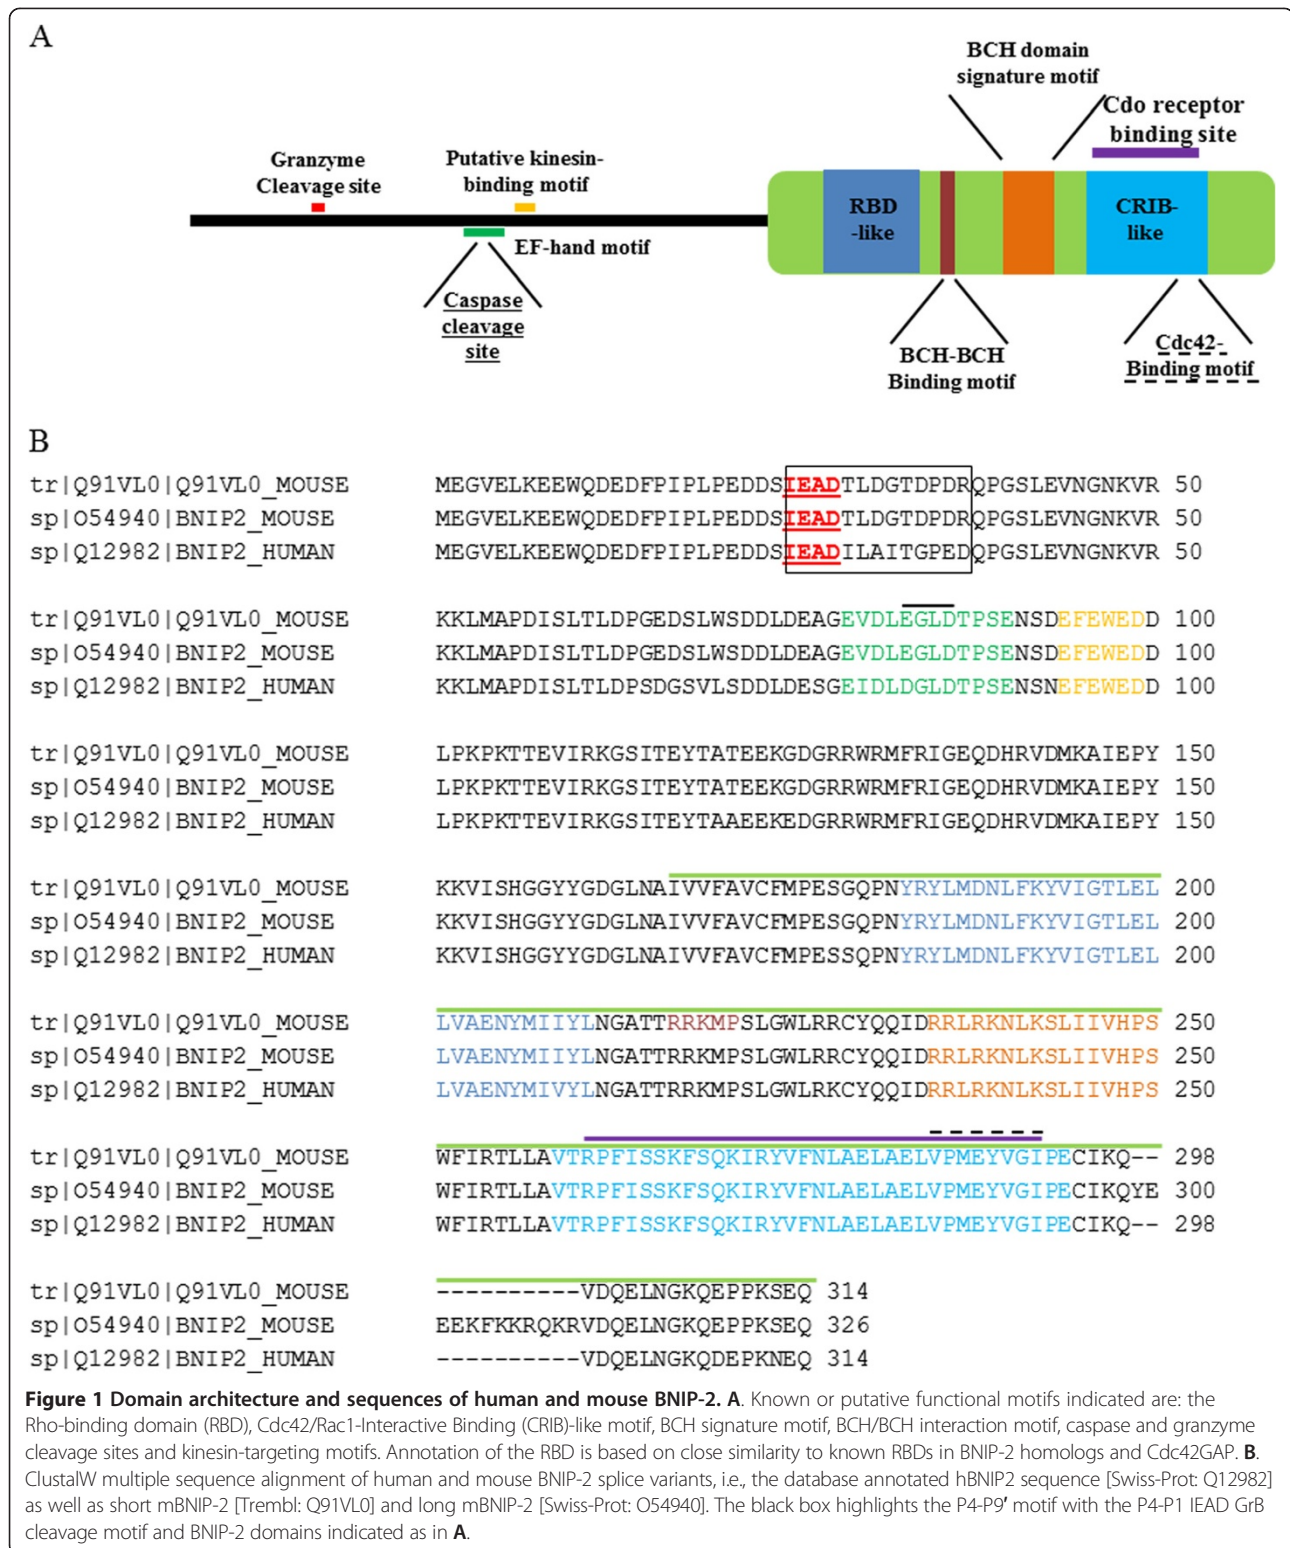 A
BCH domain
signature motif
Cdo receptor
binding site
Granzyme
Cleavage site
Putative kinesin-
binding motif
RBD
-like
CRIB-
like
EF-hand motif
Caspase
cleavage
site
BCH-BCH
Binding motif
Cdc42-
Binding motif
B
tr|Q91VL0|Q91VL0_MOUSE MEGVELKEEWQDEDFPIPLPEDDSIEADTLDGTDPDRQPGSLEVNGNKVR 50
sp|O54940|BNIP2_MOUSE MEGVELKEEWQDEDFPIPLPEDDSIEADTLDGTDPDRQPGSLEVNGNKVR 50
sp|Q12982|BNIP2_HUMAN MEGVELKEEWQDEDFPIPLPEDDSIEADILAITGPEDQPGSLEVNGNKVR 50
tr|Q91VL0|Q91VL0_MOUSE KKLMAPDISLTLDPGEDSLWSDDLDEAGEVDLEGLDTPSENSDEFEWEDD 100
sp|O54940|BNIP2_MOUSE KKLMAPDISLTLDPGEDSLWSDDLDEAGEVDLEGLDTPSENSDEFEWEDD 100
sp|Q12982|BNIP2_HUMAN KKLMAPDISLTLDPSDGSVLSDDLDESGEIDLDGLDTPSENSNEFEWEDD 100
tr|Q91VL0|Q91VL0_MOUSE LPKPKTTEVIRKGSITEYTATEEKGDGRRWRMFRIGEQDHRVDMKAIEPY 150
sp|O54940|BNIP2_MOUSE LPKPKTTEVIRKGSITEYTATEEKGDGRRWRMFRIGEQDHRVDMKAIEPY 150
sp|Q12982|BNIP2_HUMAN LPKPKTTEVIRKGSITEYTAAEEKEDGRRWRMFRIGEQDHRVDMKAIEPY 150
tr|Q91VL0|Q91VL0_MOUSE KKVISHGGYYGDGLNAIVVFAVCFMPESGQPNYRYLMDNLFKYVIGTLEL 200
sp|O54940|BNIP2_MOUSE KKVISHGGYYGDGLNAIVVFAVCFMPESGQPNYRYLMDNLFKYVIGTLEL 200
sp|Q12982|BNIP2_HUMAN KKVISHGGYYGDGLNAIVVFAVCFMPESSQPNYRYLMDNLFKYVIGTLEL 200
tr|Q91VL0|Q91VL0_MOUSE LVAENYMIIYLNGATTRRKMPSLGWLRRCYQQIDRRLRKNLKSLIIVHPS 250
sp|O54940|BNIP2_MOUSE LVAENYMIIYLNGATTRRKMPSLGWLRRCYQQIDRRLRKNLKSLIIVHPS 250
sp|Q12982|BNIP2_HUMAN LVAENYMIVYLNGATTRRKMPSLGWLRKCYQQIDRRLRKNLKSLIIVHPS 250
tr|Q91VL0|Q91VL0_MOUSE WFIRTLLAVTRPFISSKFSQKIRYVFNLAELAELVPMEYVGIPECIKQ-- 298
sp|O54940|BNIP2_MOUSE WFIRTLLAVTRPFISSKFSQKIRYVFNLAELAELVPMEYVGIPECIKQYE 300
sp|Q12982|BNIP2_HUMAN WFIRTLLAVTRPFISSKFSQKIRYVFNLAELAELVPMEYVGIPECIKQ-- 298
tr|Q91VL0|Q91VL0_MOUSE ----------VDQELNGKQEPPKSEQ 314
sp|O54940|BNIP2_MOUSE EEKFKKRQKRVDQELNGKQEPPKSEQ 326
sp|Q12982|BNIP2_HUMAN ----------VDQELNGKQDEPKNEQ 314
Figure 1 Domain architecture and sequences of human and mouse BNIP-2. A. Known or putative functional motifs indicated are: the
Rho-binding domain (RBD), Cdc42/Rac1-Interactive Binding (CRIB)-like motif, BCH signature motif, BCH/BCH interaction motif, caspase and granzyme
cleavage sites and kinesin-targeting motifs. Annotation of the RBD is based on close similarity to known RBDs in BNIP-2 homologs and Cdc42GAP. B.
ClustalW multiple sequence alignment of human and mouse BNIP-2 splice variants, i.e., the database annotated hBNIP2 sequence [Swiss-Prot: Q12982]
as well as short mBNIP-2 [Trembl: Q91VL0] and long mBNIP-2 [Swiss-Prot: O54940]. The black box highlights the P4-P9′ motif with the P4-P1 IEAD GrB
cleavage motif and BNIP-2 domains indicated as in A.